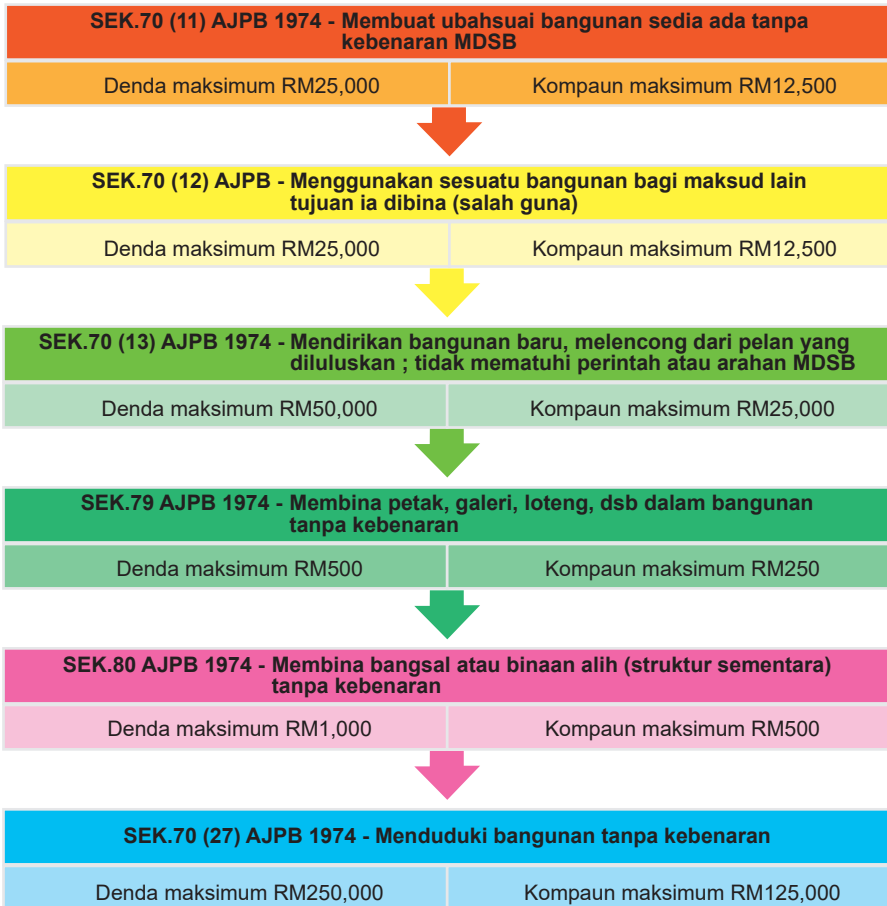 SEK.70 (11) AJPB 1974 - Membuat ubahsuai bangunan sedia ada tanpa
kebenaran MDSB
Denda maksimum RM25,000
Kompaun maksimum RM12,500
SEK.70 (12) AJPB - Menggunakan sesuatu bangunan bagi maksud lain
tujuan ia dibina (salah guna)
Denda maksimum RM25,000
Kompaun maksimum RM12,500
SEK.70 (13) AJPB 1974 - Mendirikan bangunan baru, melencong dari pelan yang
diluluskan ; tidak mematuhi perintah atau arahan MDSB
Denda maksimum RM50,000
Kompaun maksimum RM25,000
SEK.79 AJPB 1974 - Membina petak, galeri, loteng, dsb dalam bangunan
tanpa kebenaran
Denda maksimum RM500
Kompaun maksimum RM250
SEK.80 AJPB 1974 - Membina bangsal atau binaan alih (struktur sementara)
tanpa kebenaran
Denda maksimum RM1,000
Kompaun maksimum RM500
SEK.70 (27) AJPB 1974 - Menduduki bangunan tanpa kebenaran
Denda maksimum RM250,000
Kompaun maksimum RM125,000